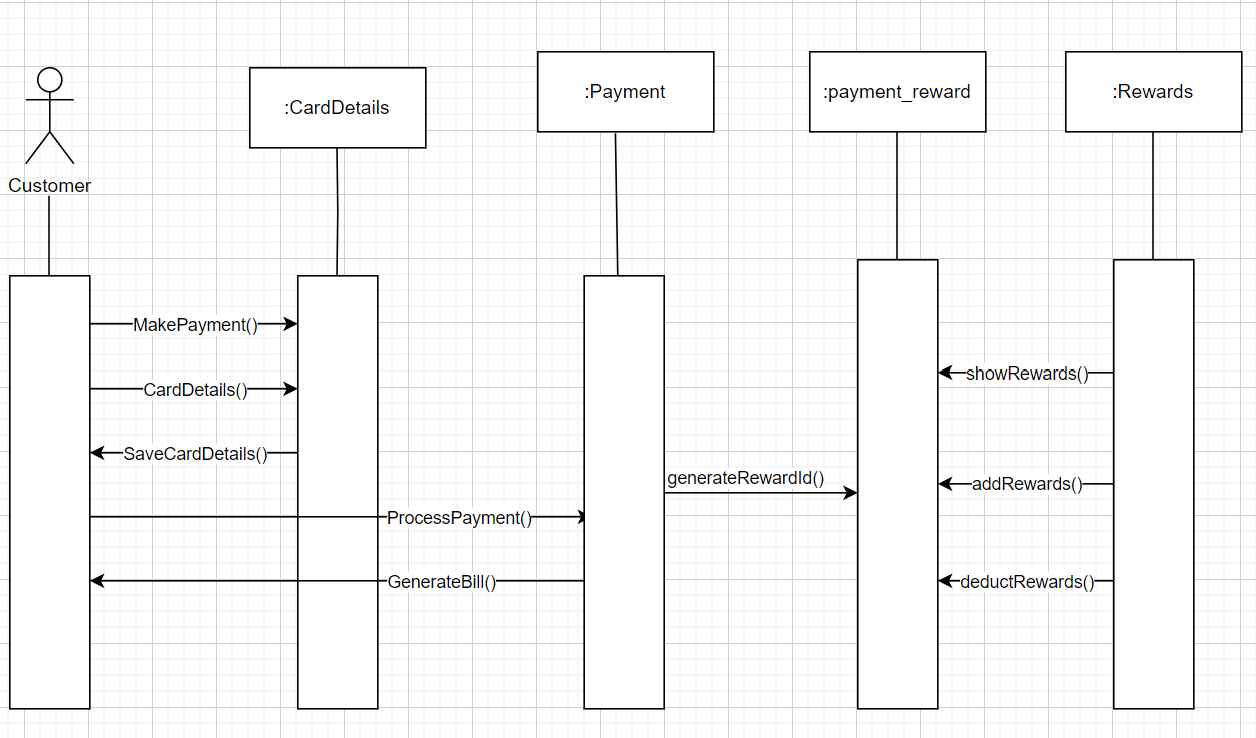 :CardDetails
:Payment
:payment_reward
:Rewards
Customer
MakePayment()
CardDetails()
SaveCardDetails()
ProcessPayment()
GenerateBill()
generateRewardId()
showRewards()
addRewards()
deductRewards()